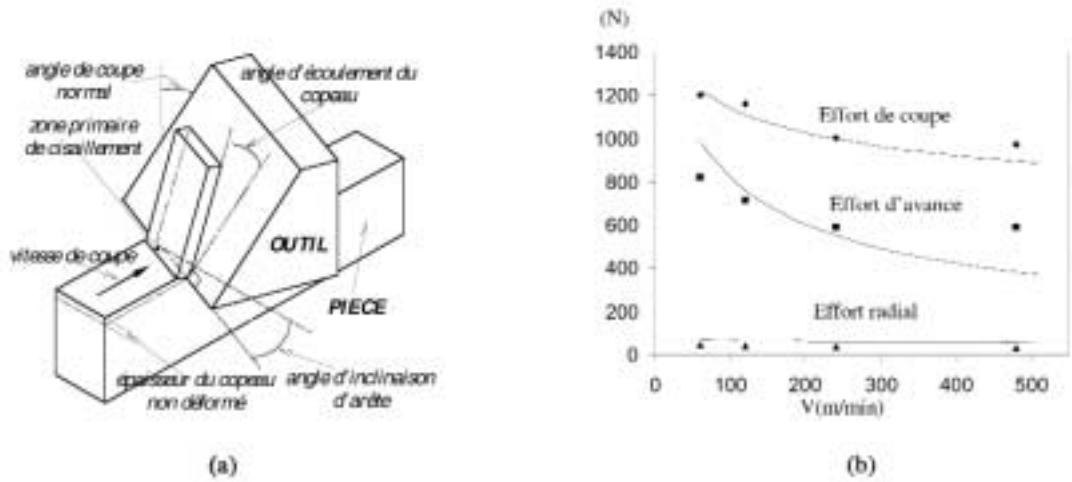 angle de coupe
normal
zone primaire
de cisaillement
angle d'écoulement du
copeau
vitesse de coupe
OUTIL
PIECE
épaisseur du copeau
non déformé
angle d'inclinaison
d'arête
(a)
(N)
1400
1200
1000
800
600
400
200
0
Effort de coupe
Effort d'avance
Effort radial
0 100 200 300 400 500
V(m/min)
(b)